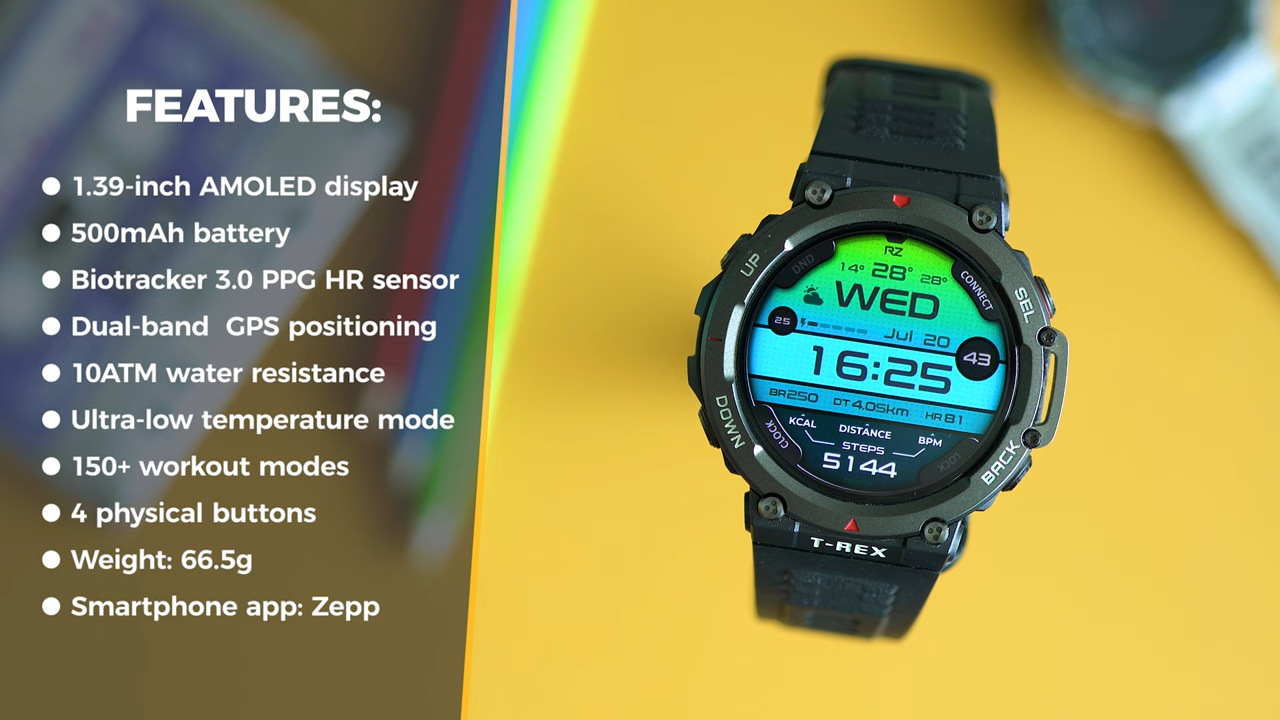 FEATURES:
● 1.39-inch AMOLED display
● 500mAh battery
● Biotracker 3.0 PPG HR sensor
● Dual-band  GPS positioning
● 10ATM water resistance
● Ultra-low temperature mode
● 150+ workout modes
● 4 physical buttons
● Weight: 66.5g
● Smartphone app: Zepp
UP
SEL
DND
RZ
CONNECT
14° 28° 28°
WED
25
Jul 20
16:25
43
BR250 DT4.05km HR81
KCAL DISTANCE BPM
STEPS
5144
CLOCK
LOCK
DOWN
BACK
T-REX